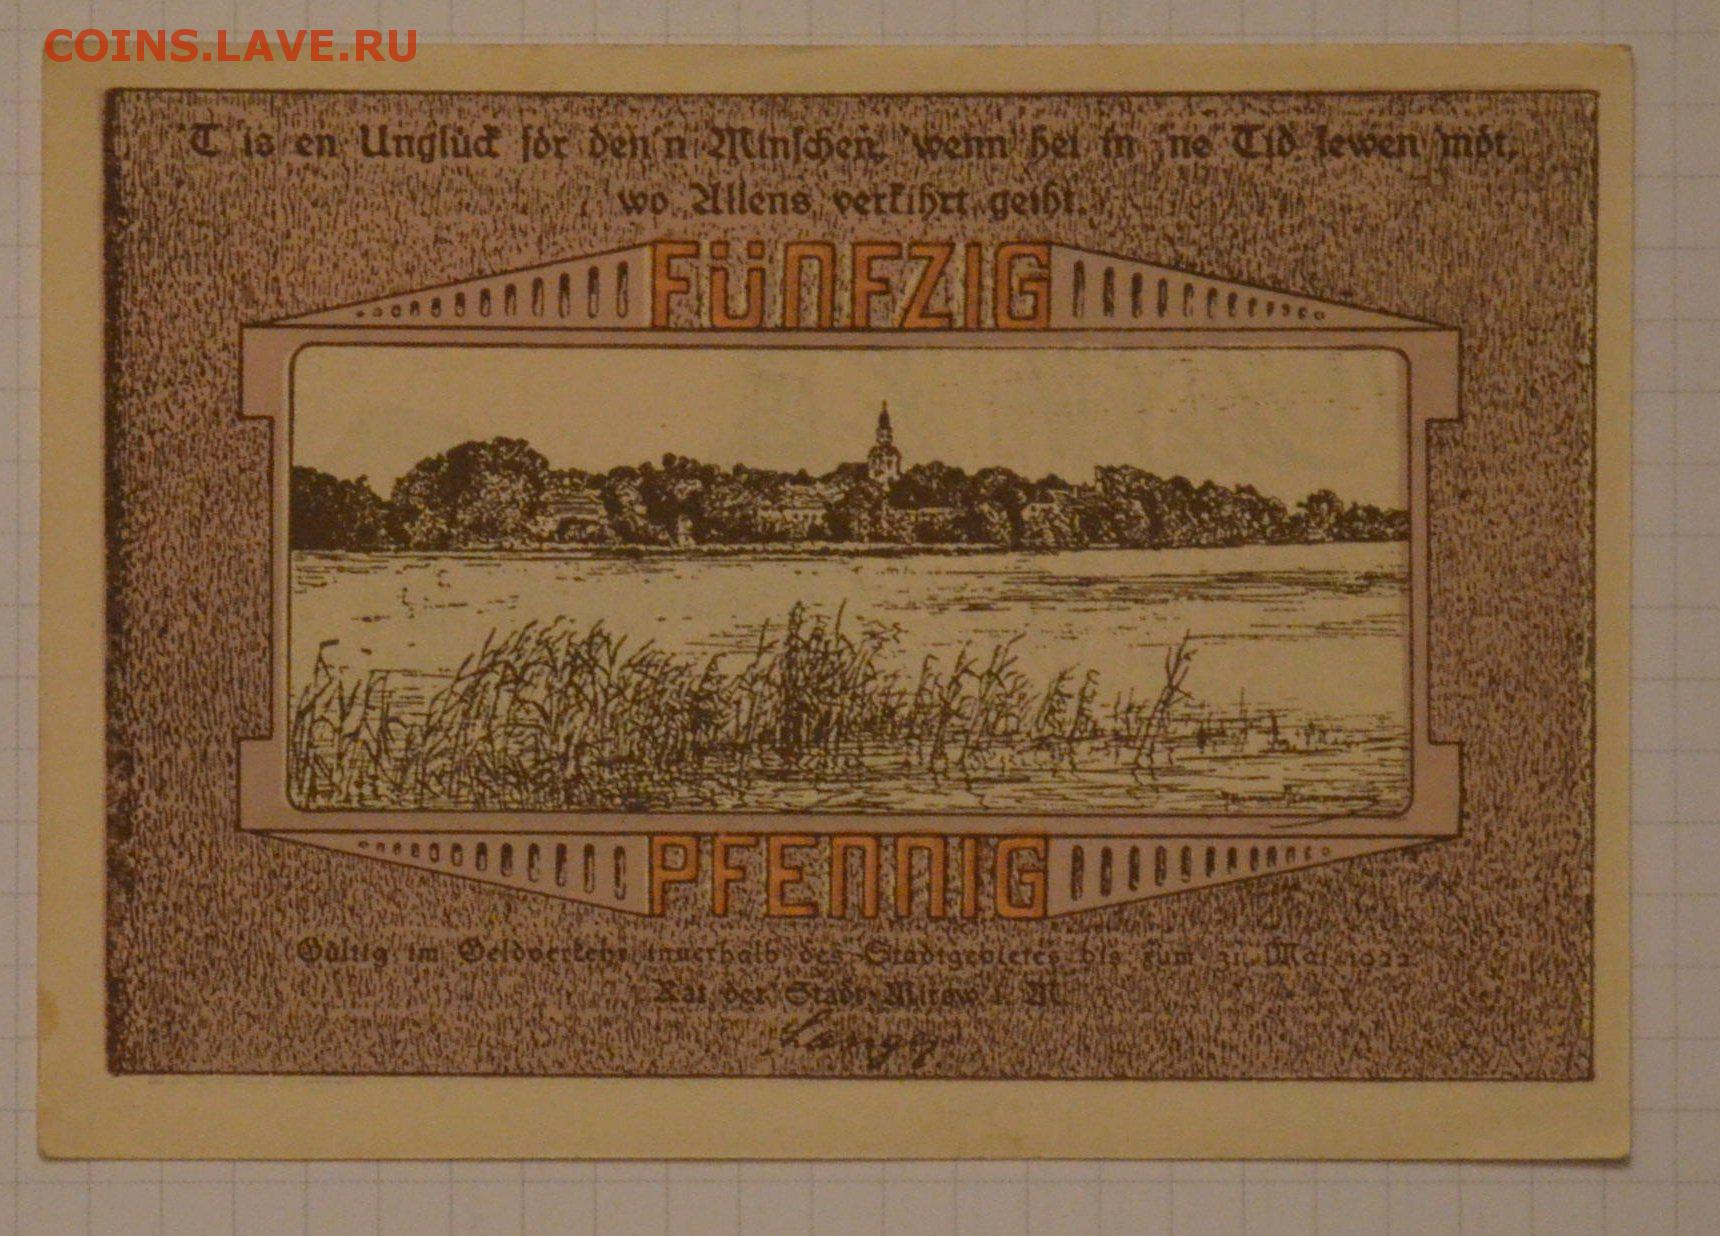 COINS.LAVE.RU
'T is en Unglück för den'n Minschen, wenn hei in 'ne Tid lewen möt,
wo Allens verkihrt geiht.
FÜNFZIG
PFENNIG
Gültig im Geldverkehr innerhalb des Stadtgebietes bis zum 31. Mai 1922
Rat der Stadt Mirow i. M.